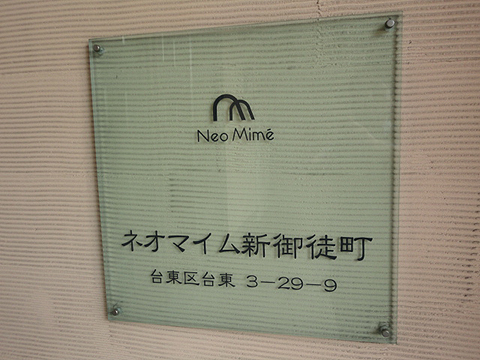 Neo Mimé
ネオマイム新御徒町
台東区台東 3-29-9